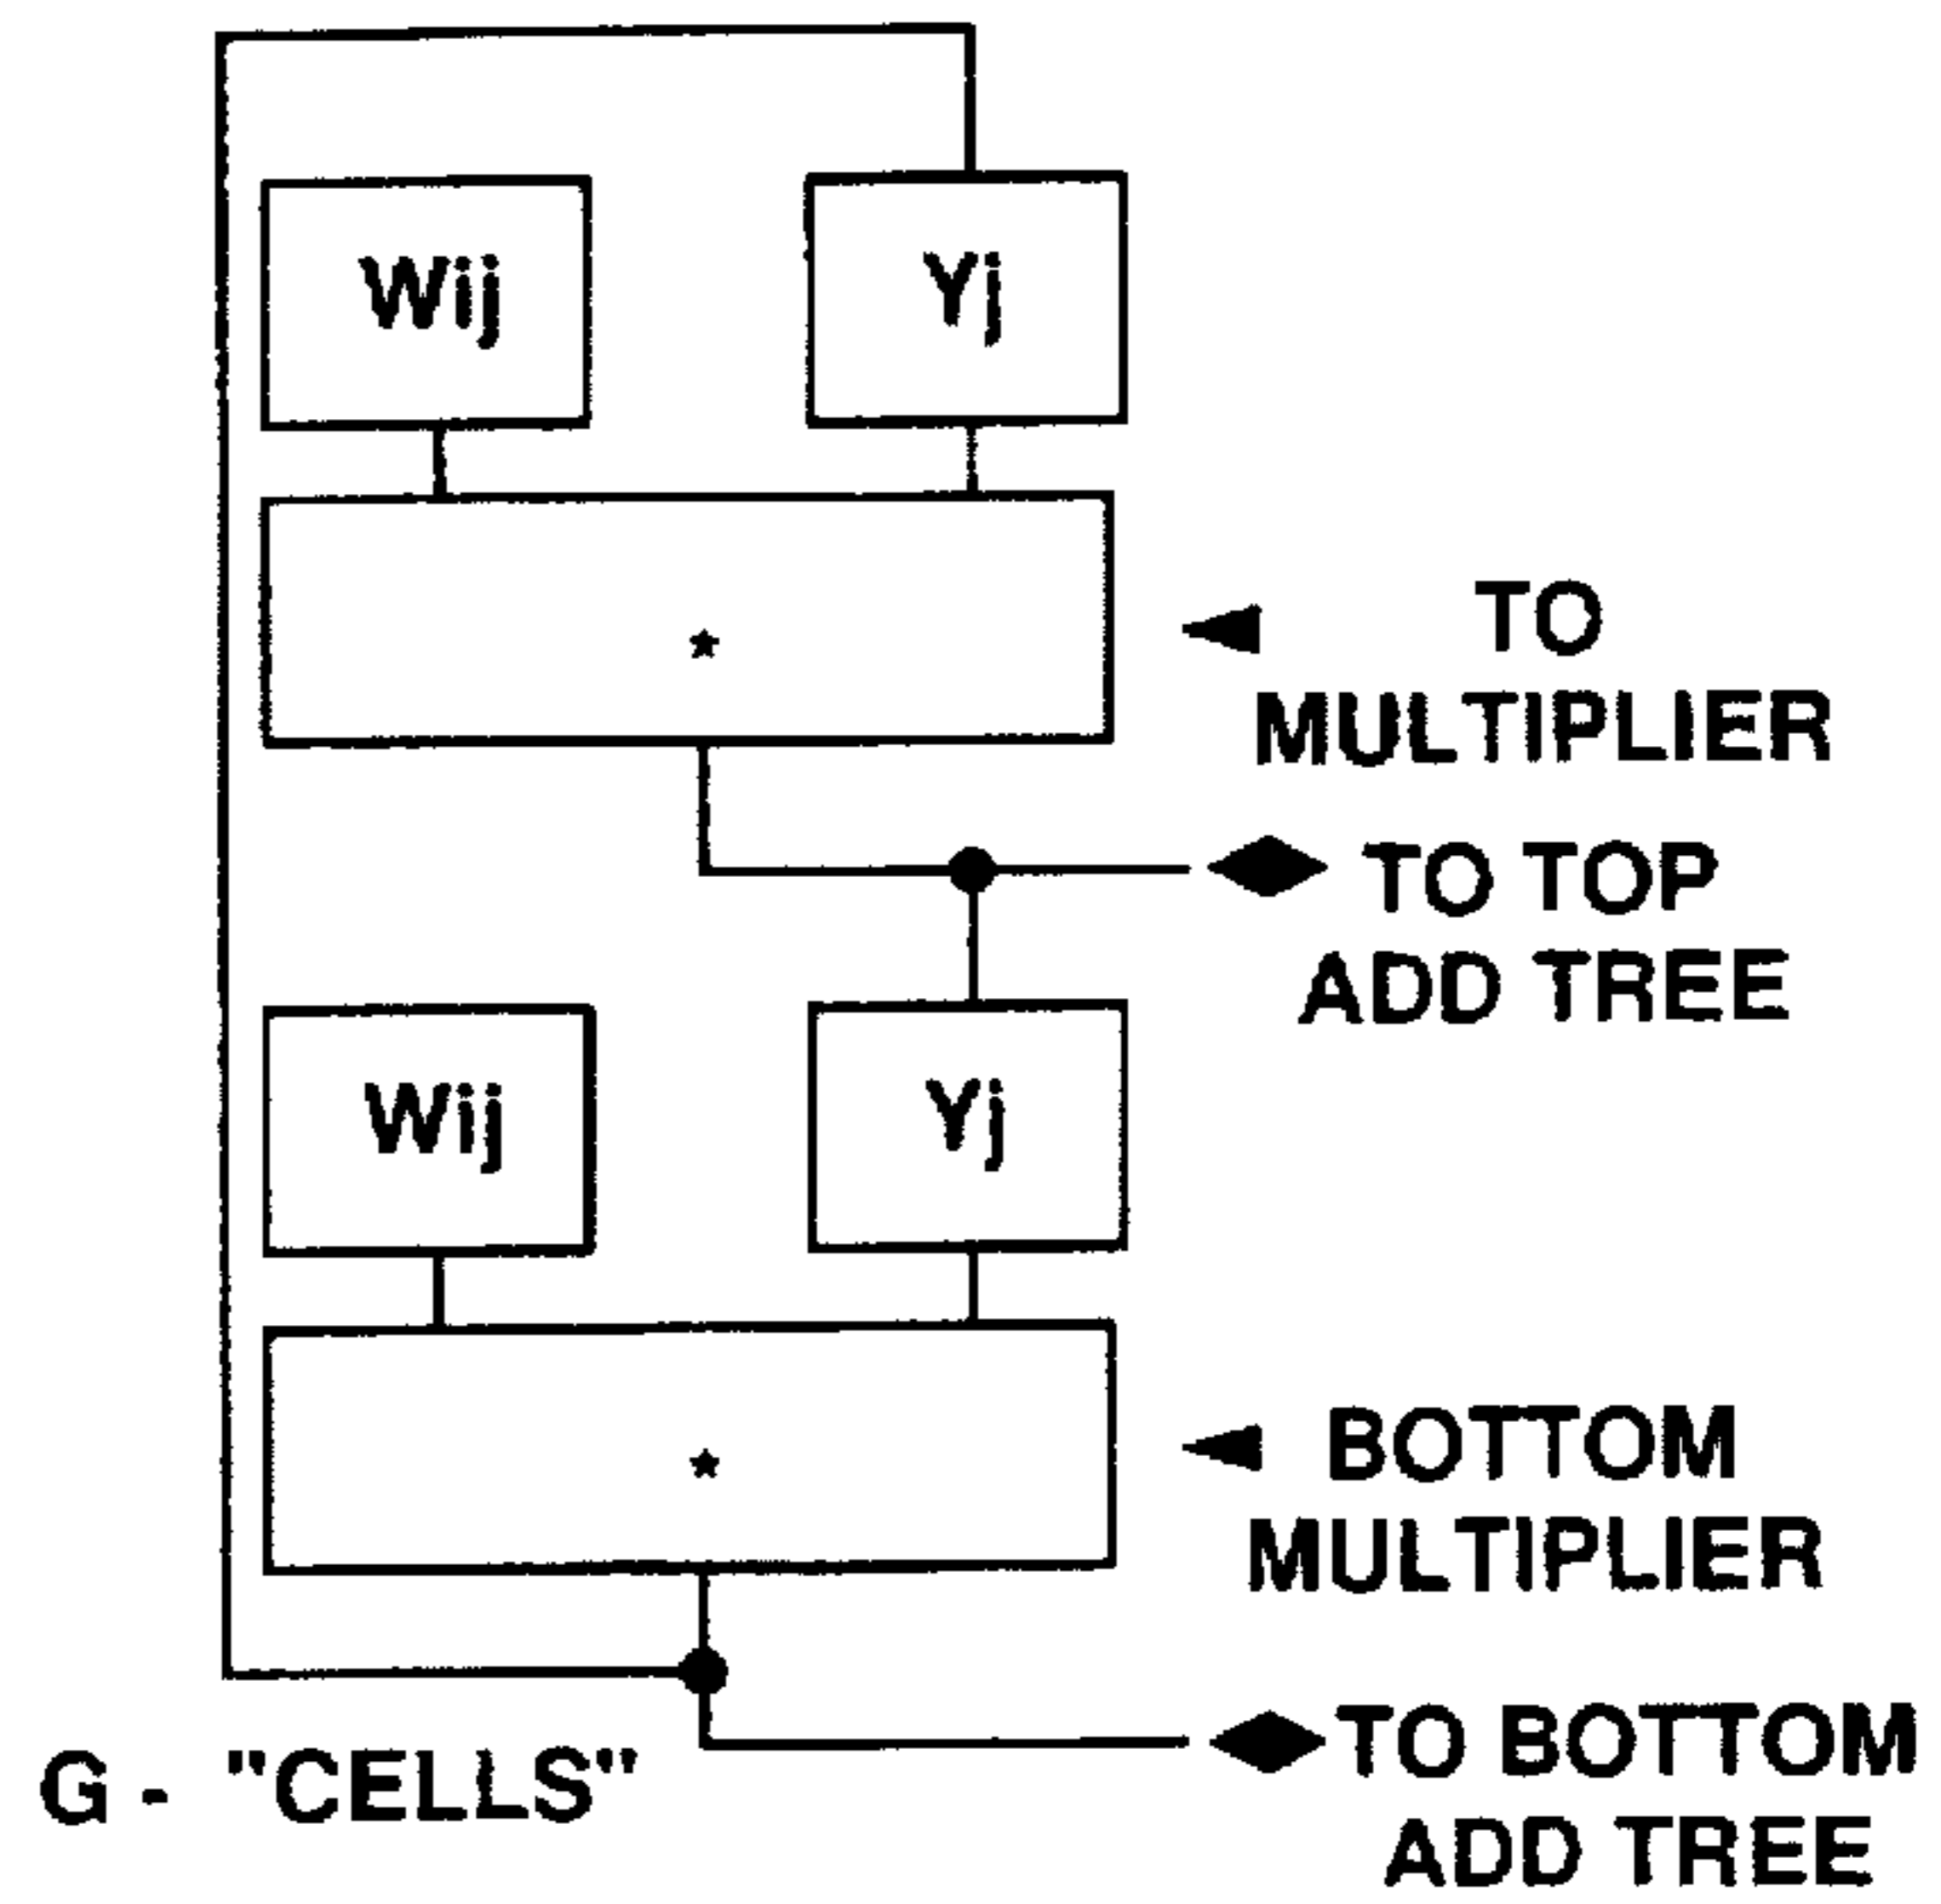 Wij Yj
*
TO
MULTIPLIER
TO TOP
ADD TREE
Wij Yj
*
BOTTOM
MULTIPLIER
TO BOTTOM
ADD TREE
G - "CELLS"